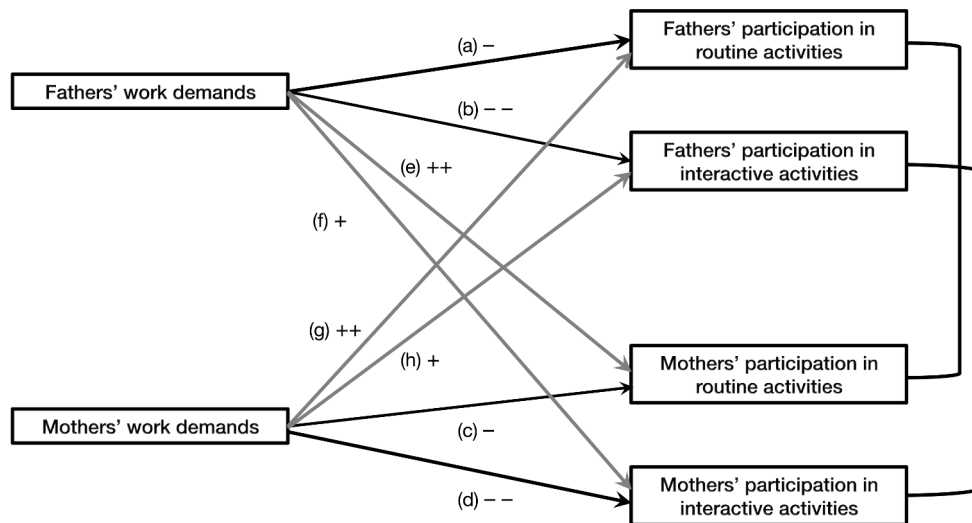 Fathers’ participation in
routine activities
(a) –
Fathers’ work demands
(b) – –
Fathers’ participation in
interactive activities
(e) ++
(f) +
(g) ++
(h) +
Mothers’ participation in
routine activities
Mothers’ work demands
(c) –
(d) – –
Mothers’ participation in
interactive activities